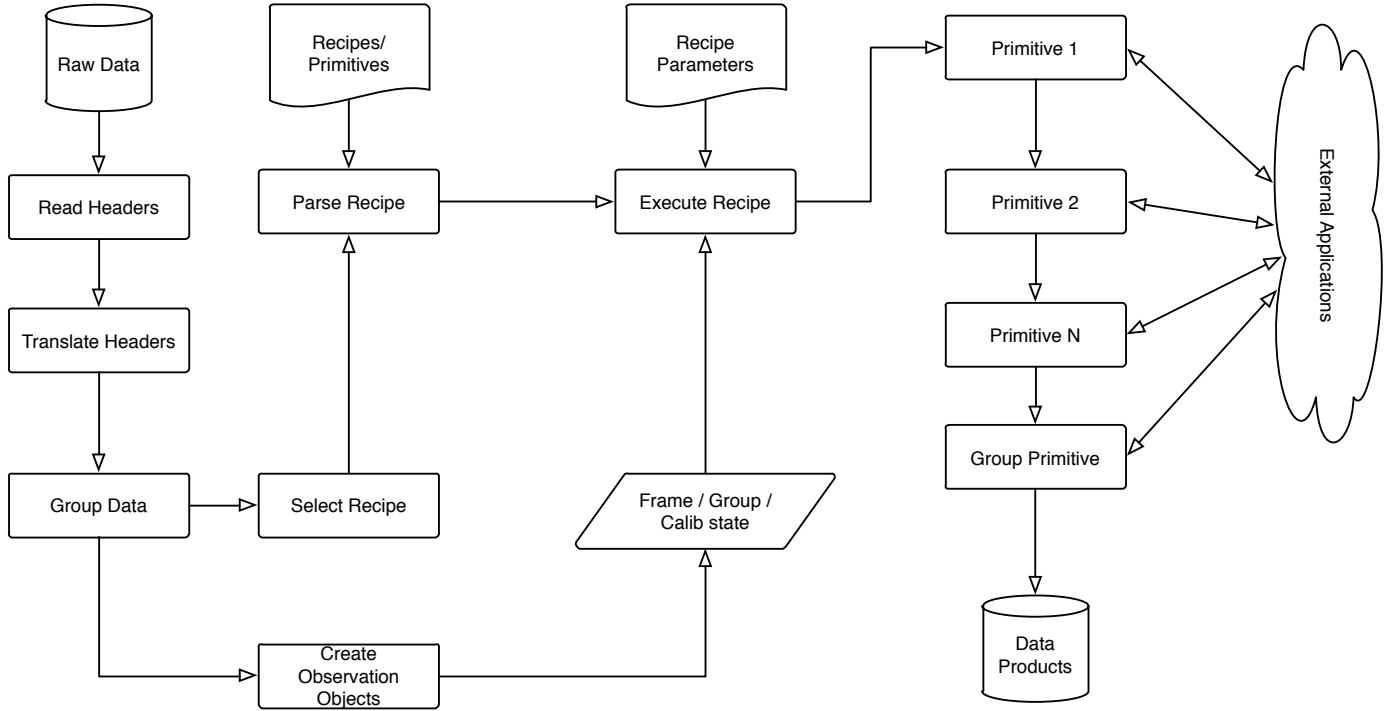 Raw Data
Recipes/
Primitives
Recipe
Parameters
Primitive 1
Read Headers
Parse Recipe
Execute Recipe
Primitive 2
External Applications
Translate Headers
Primitive N
Group Primitive
Group Data
Select Recipe
Frame / Group /
Calib state
Create
Observation
Objects
Data
Products